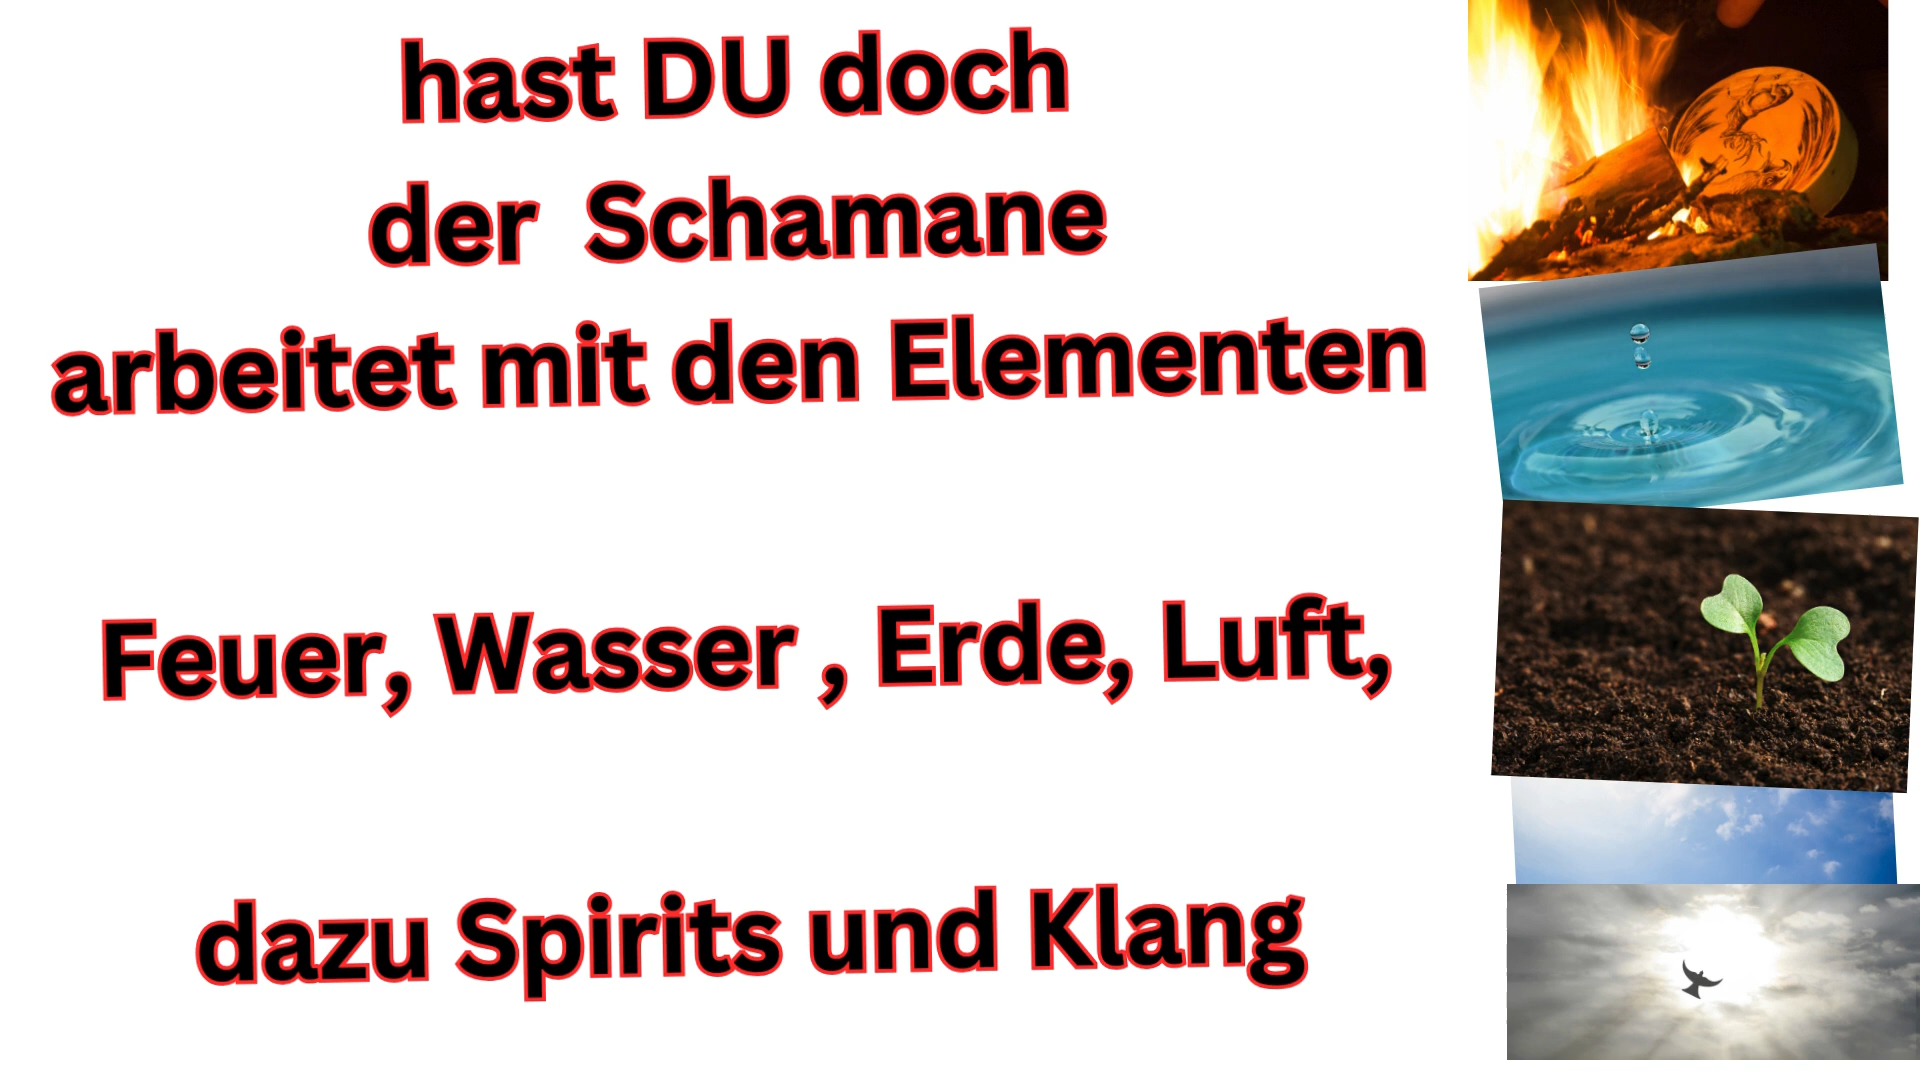 hast DU doch
der Schamane
arbeitet mit den Elementen
Feuer, Wasser , Erde, Luft,
dazu Spirits und Klang